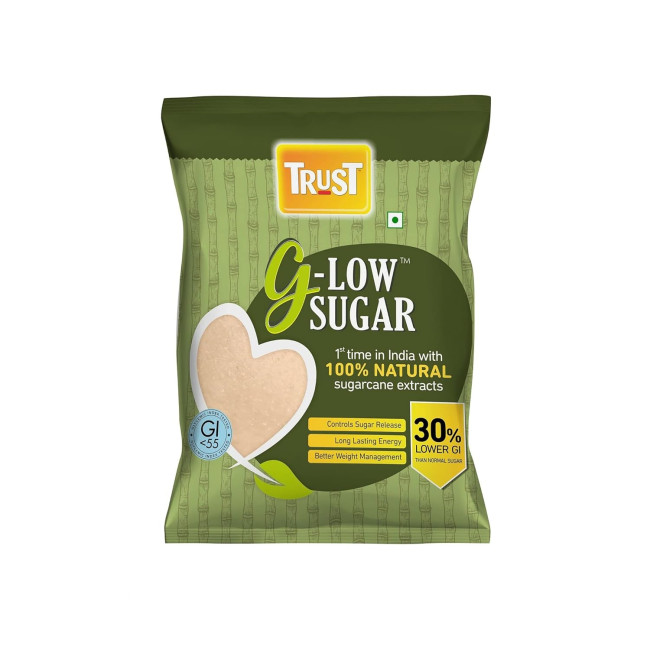 TRUST
G-LOW™
SUGAR
1st time in India with
100% NATURAL
sugarcane extracts
GI
<55
Controls Sugar Release
Long Lasting Energy
Better Weight Management
30%
LOWER GI
THAN NORMAL SUGAR